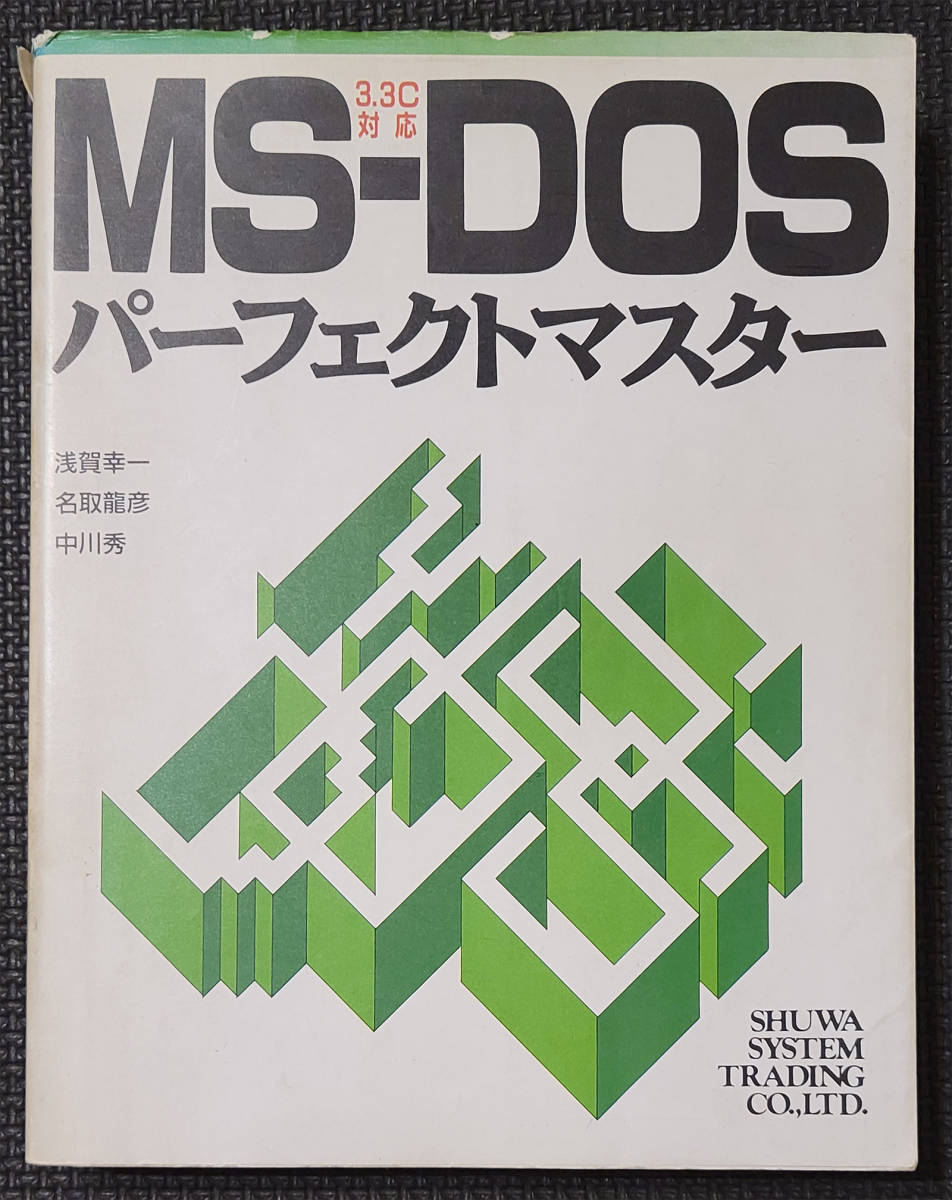 3.3C
対応
MS-DOS
パーフェクトマスター
浅賀幸一
名取龍彦
中川秀
SHUWA
SYSTEM
TRADING
CO.,LTD.